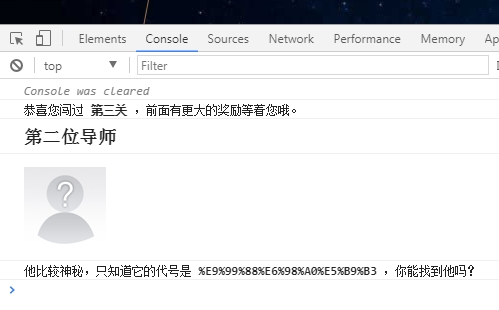 Elements Console Sources Network Performance Memory Ap
top ▼ Filter
Console was cleared
恭喜您闯过 第三关 ，前面有更大的奖励等着您哦。
第二位导师
?
他比较神秘，只知道它的代号是 %E9%99%88%E6%98%A0%E5%B9%B3 ，你能找到他吗？
>